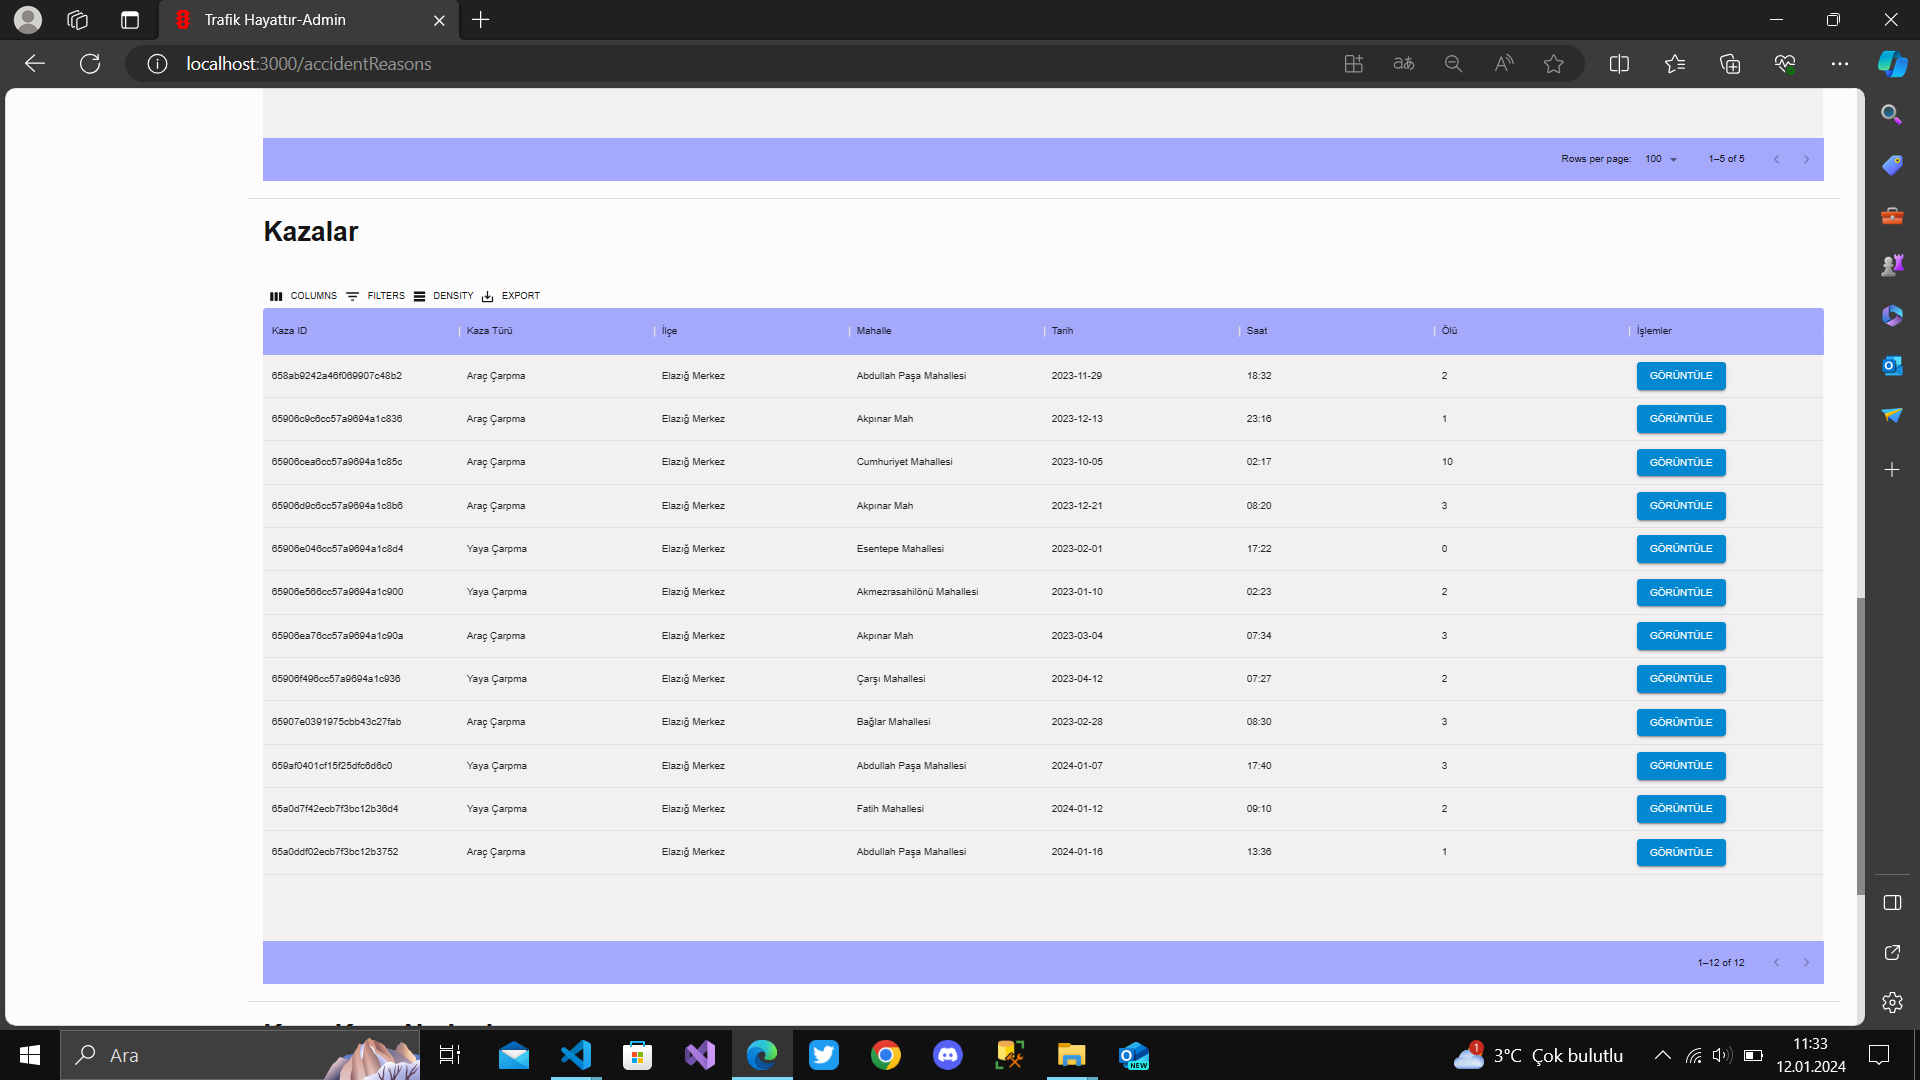 Trafik Hayattır-Admin
localhost:3000/accidentReasons
Rows per page: 100 1–5 of 5
Kazalar
COLUMNS FILTERS DENSITY EXPORT
Kaza ID Kaza Türü İlçe Mahalle Tarih Saat Ölü İşlemler
658ab9242a46f069907c48b2 Araç Çarpma Elazığ Merkez Abdullah Paşa Mahallesi 2023-11-29 18:32 2 GÖRÜNTÜLE
65906c9c6cc57a9694a1c836 Araç Çarpma Elazığ Merkez Akpınar Mah 2023-12-13 23:16 1 GÖRÜNTÜLE
65906cea6cc57a9694a1c85c Araç Çarpma Elazığ Merkez Cumhuriyet Mahallesi 2023-10-05 02:17 10 GÖRÜNTÜLE
65906d9c6cc57a9694a1c8b6 Araç Çarpma Elazığ Merkez Akpınar Mah 2023-12-21 08:20 3 GÖRÜNTÜLE
65906e046cc57a9694a1c8d4 Yaya Çarpma Elazığ Merkez Esentepe Mahallesi 2023-02-01 17:22 0 GÖRÜNTÜLE
65906e566cc57a9694a1c900 Yaya Çarpma Elazığ Merkez Akmezrasahilönü Mahallesi 2023-01-10 02:23 2 GÖRÜNTÜLE
65906ea76cc57a9694a1c90a Araç Çarpma Elazığ Merkez Akpınar Mah 2023-03-04 07:34 3 GÖRÜNTÜLE
65906f496cc57a9694a1c936 Yaya Çarpma Elazığ Merkez Çarşı Mahallesi 2023-04-12 07:27 2 GÖRÜNTÜLE
65907e0391975cbb43c27fab Araç Çarpma Elazığ Merkez Bağlar Mahallesi 2023-02-28 08:30 3 GÖRÜNTÜLE
659af0401cf15f25dfc6d6c0 Yaya Çarpma Elazığ Merkez Abdullah Paşa Mahallesi 2024-01-07 17:40 3 GÖRÜNTÜLE
65a0d7f42ecb7f3bc12b36d4 Yaya Çarpma Elazığ Merkez Fatih Mahallesi 2024-01-12 09:10 2 GÖRÜNTÜLE
65a0ddf02ecb7f3bc12b3752 Araç Çarpma Elazığ Merkez Abdullah Paşa Mahallesi 2024-01-16 13:36 1 GÖRÜNTÜLE
1–12 of 12
Ara
3°C Çok bulutlu
11:33
12.01.2024